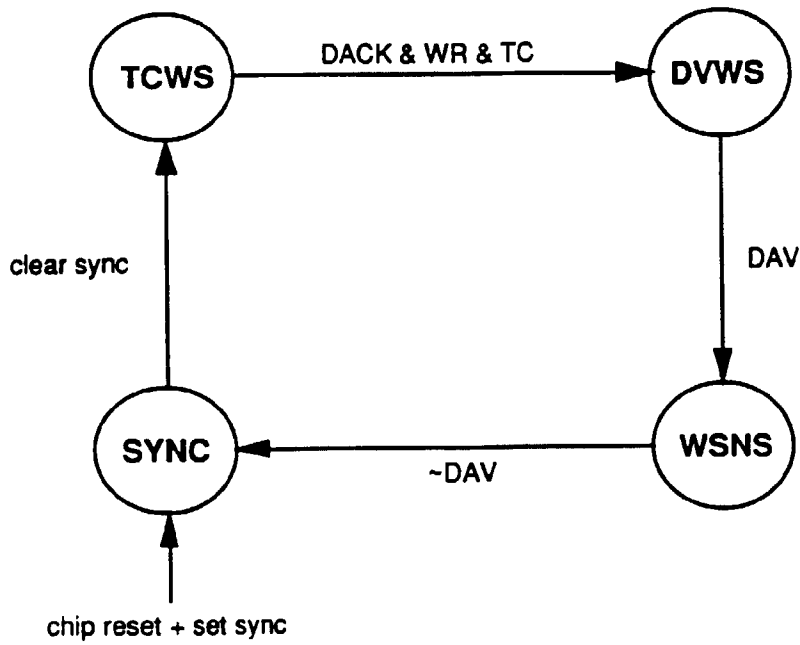 TCWS
DACK & WR & TC
DVWS
clear sync
DAV
SYNC
~DAV
WSNS
chip reset + set sync